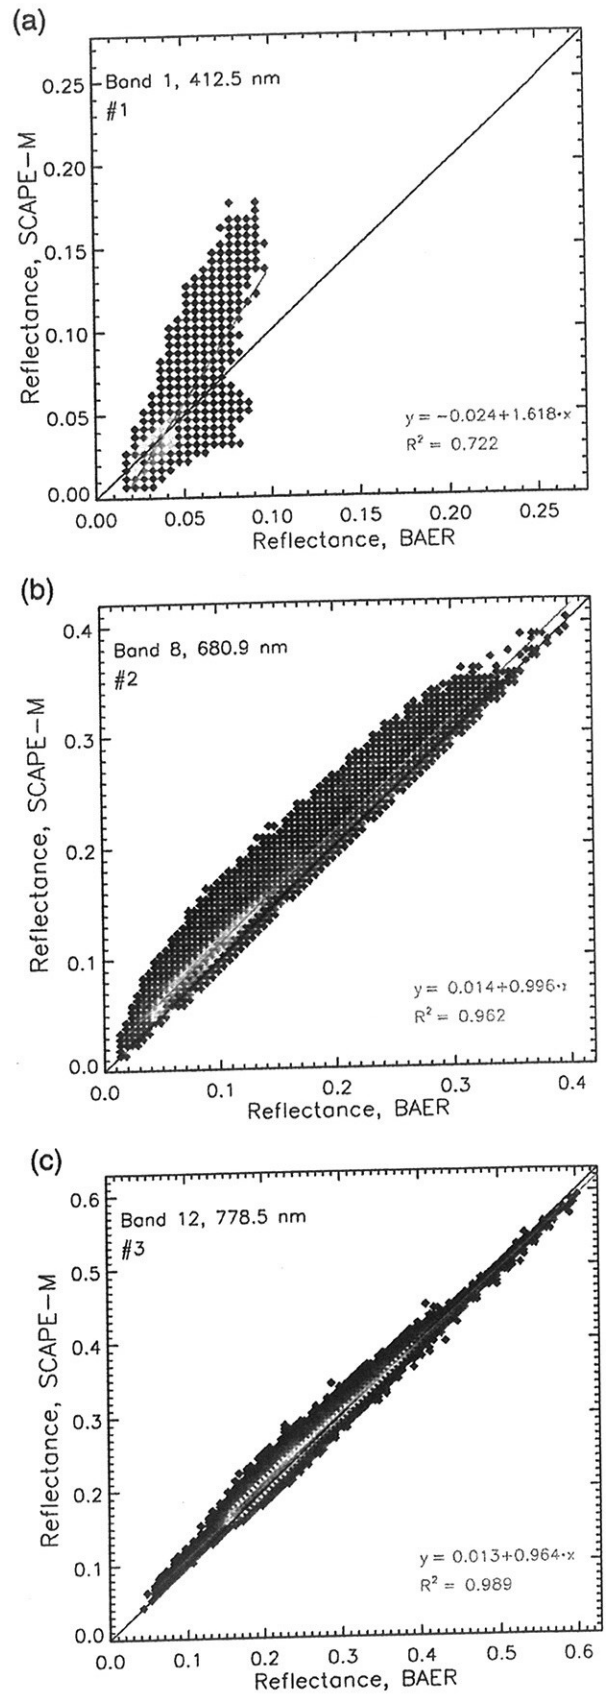 (a)
Band 1, 412.5 nm
#1
0.25
0.20
0.15
0.10
0.05
0.00
Reflectance, SCAPE-M
y = -0.024+1.618·x
R² = 0.722
0.00 0.05 0.10 0.15 0.20 0.25
Reflectance, BAER
(b)
Band 8, 680.9 nm
#2
0.4
0.3
0.2
0.1
0.0
Reflectance, SCAPE-M
y = 0.014+0.996·x
R² = 0.962
0.0 0.1 0.2 0.3 0.4
Reflectance, BAER
(c)
Band 12, 778.5 nm
#3
0.6
0.5
0.4
0.3
0.2
0.1
0.0
Reflectance, SCAPE-M
y = 0.013+0.964·x
R² = 0.989
0.0 0.1 0.2 0.3 0.4 0.5 0.6
Reflectance, BAER